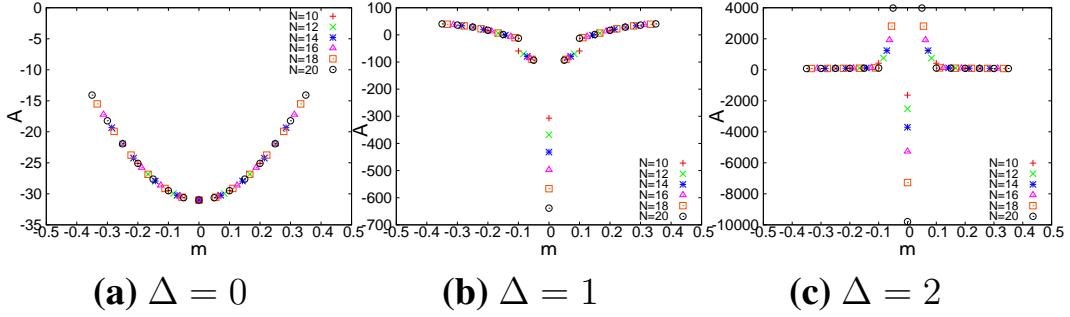 0
-5
-10
-15
-20
-25
-30
-35
A
-0.5 -0.4 -0.3 -0.2 -0.1 0 0.1 0.2 0.3 0.4 0.5
m
N=10
N=12
N=14
N=16
N=18
N=20
(a) Δ = 0
100
0
-100
-200
-300
-400
-500
-600
-700
A
-0.5 -0.4 -0.3 -0.2 -0.1 0 0.1 0.2 0.3 0.4 0.5
m
N=10
N=12
N=14
N=16
N=18
N=20
(b) Δ = 1
4000
2000
0
-2000
-4000
-6000
-8000
-10000
A
-0.5 -0.4 -0.3 -0.2 -0.1 0 0.1 0.2 0.3 0.4 0.5
m
N=10
N=12
N=14
N=16
N=18
N=20
(c) Δ = 2